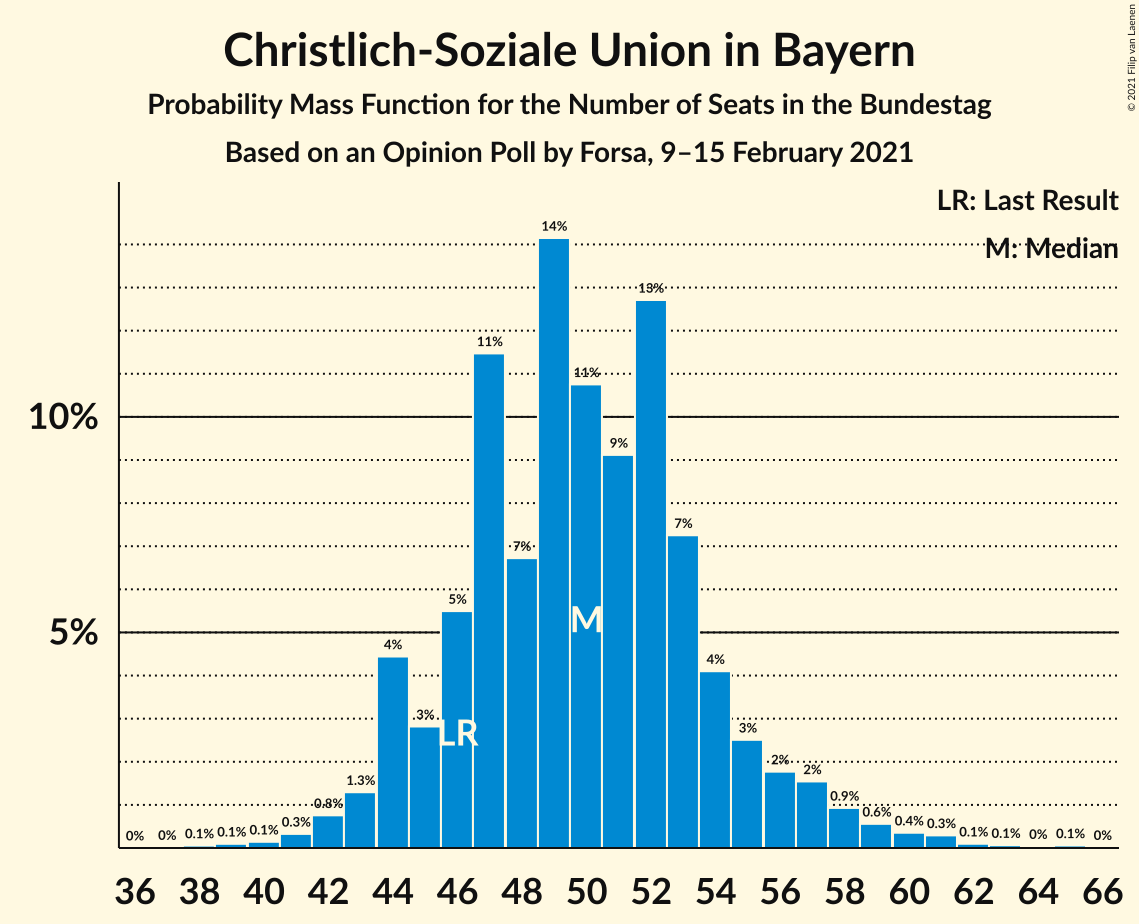 Christlich-Soziale Union in Bayern
Probability Mass Function for the Number of Seats in the Bundestag
Based on an Opinion Poll by Forsa, 9–15 February 2021
© 2021 Filip van Laenen
LR: Last Result
M: Median
10%
5%
0% 0% 0.1% 0.1% 0.1% 0.3% 0.8% 1.3% 4% 3% 5% 11% 7% 14% 11% 9% 13% 7% 4% 3% 2% 2% 0.9% 0.6% 0.4% 0.3% 0.1% 0.1% 0% 0.1% 0%
M
LR
36 38 40 42 44 46 48 50 52 54 56 58 60 62 64 66